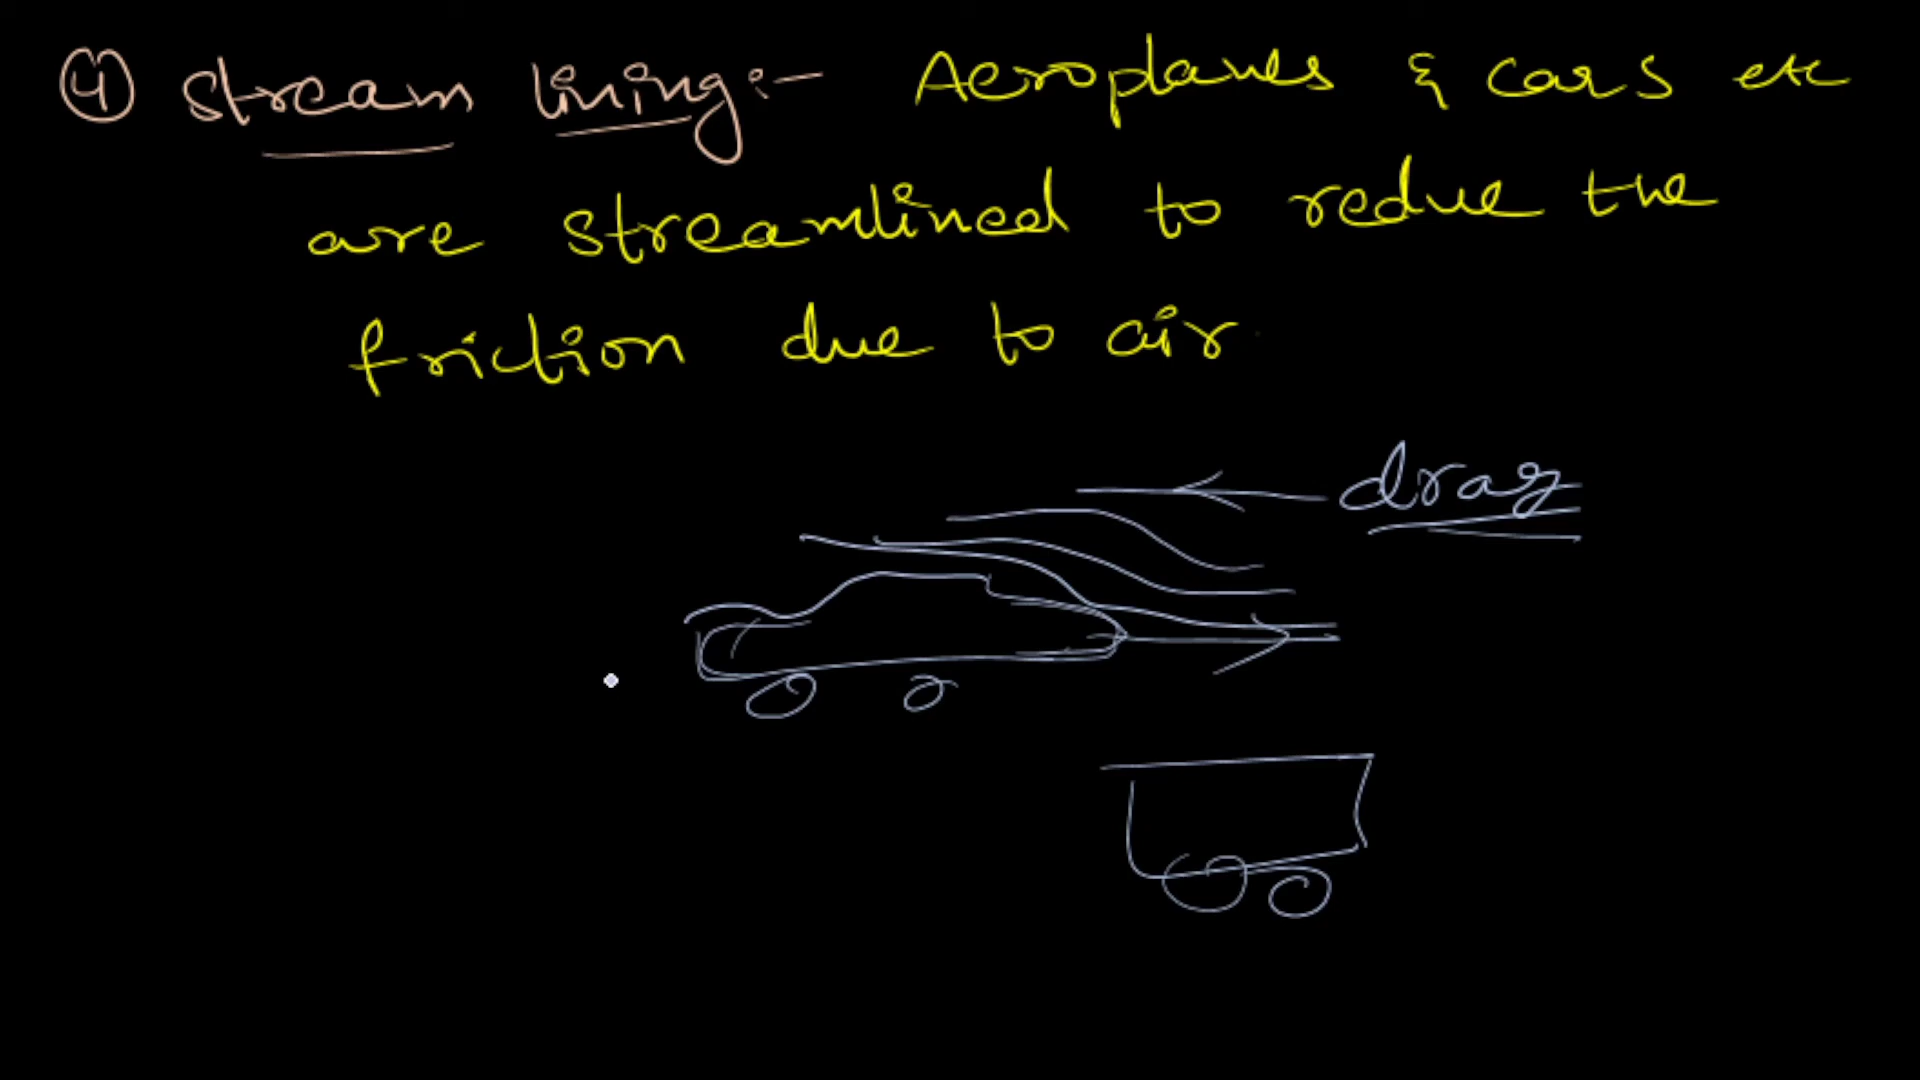 ④ Stream lining:- Aeroplanes & cars etc
are streamlined to redue the
friction due to air
drag